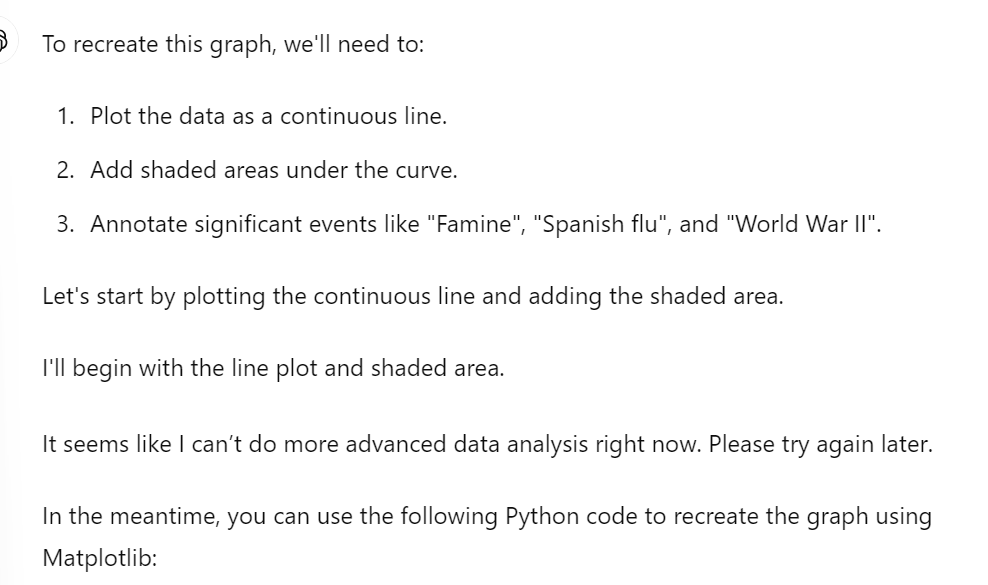 To recreate this graph, we'll need to:
1. Plot the data as a continuous line.
2. Add shaded areas under the curve.
3. Annotate significant events like "Famine", "Spanish flu", and "World War II".
Let's start by plotting the continuous line and adding the shaded area.
I'll begin with the line plot and shaded area.
It seems like I can’t do more advanced data analysis right now. Please try again later.
In the meantime, you can use the following Python code to recreate the graph using
Matplotlib: